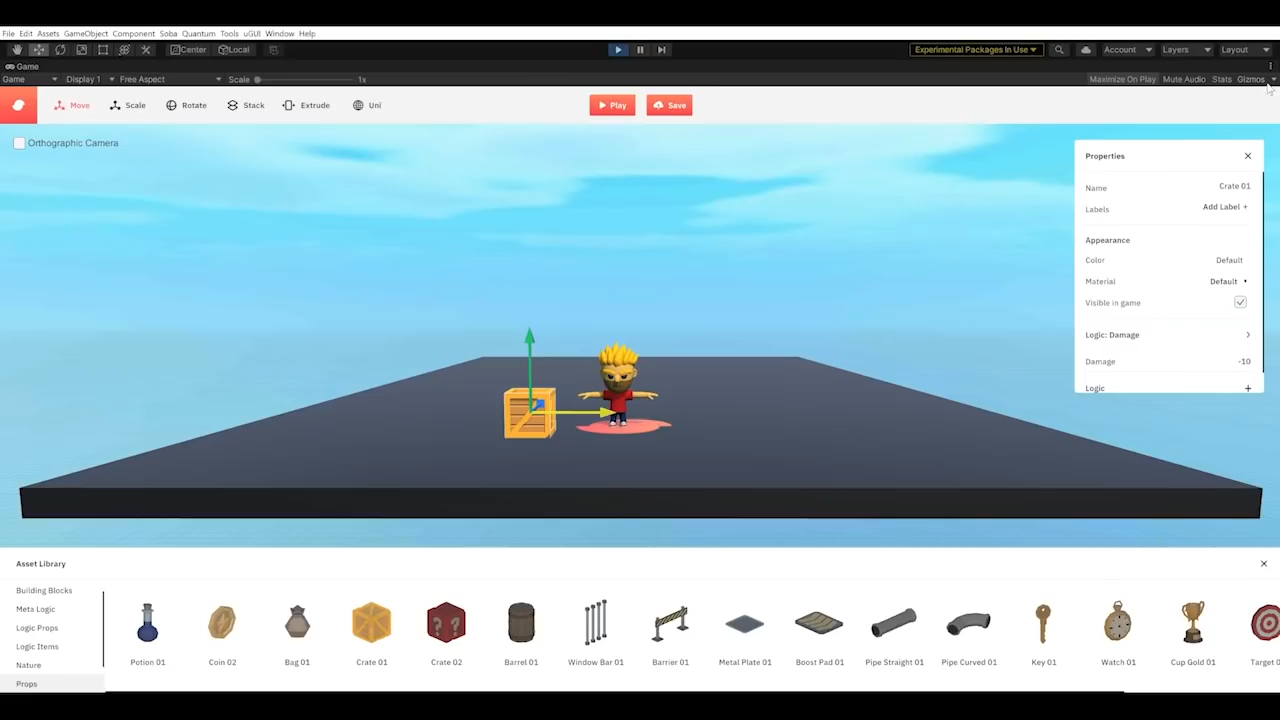 File Edit Assets GameObject Component Soba Quantum Tools uGUI Window Help
Center Local Experimental Packages In Use Account Layers Layout
Game
Game Display 1 Free Aspect Scale 1x Maximize On Play Mute Audio Stats Gizmos
Move Scale Rotate Stack Extrude Uni Play Save
Orthographic Camera
Properties
Name Crate 01
Labels Add Label +
Appearance
Color Default
Material Default
Visible in game
Logic: Damage
Damage -10
Logic +
Asset Library
Building Blocks
Meta Logic
Logic Props
Logic Items
Nature
Props
Potion 01 Coin 02 Bag 01 Crate 01 Crate 02 Barrel 01 Window Bar 01 Barrier 01 Metal Plate 01 Boost Pad 01 Pipe Straight 01 Pipe Curved 01 Key 01 Watch 01 Cup Gold 01 Target 0
??